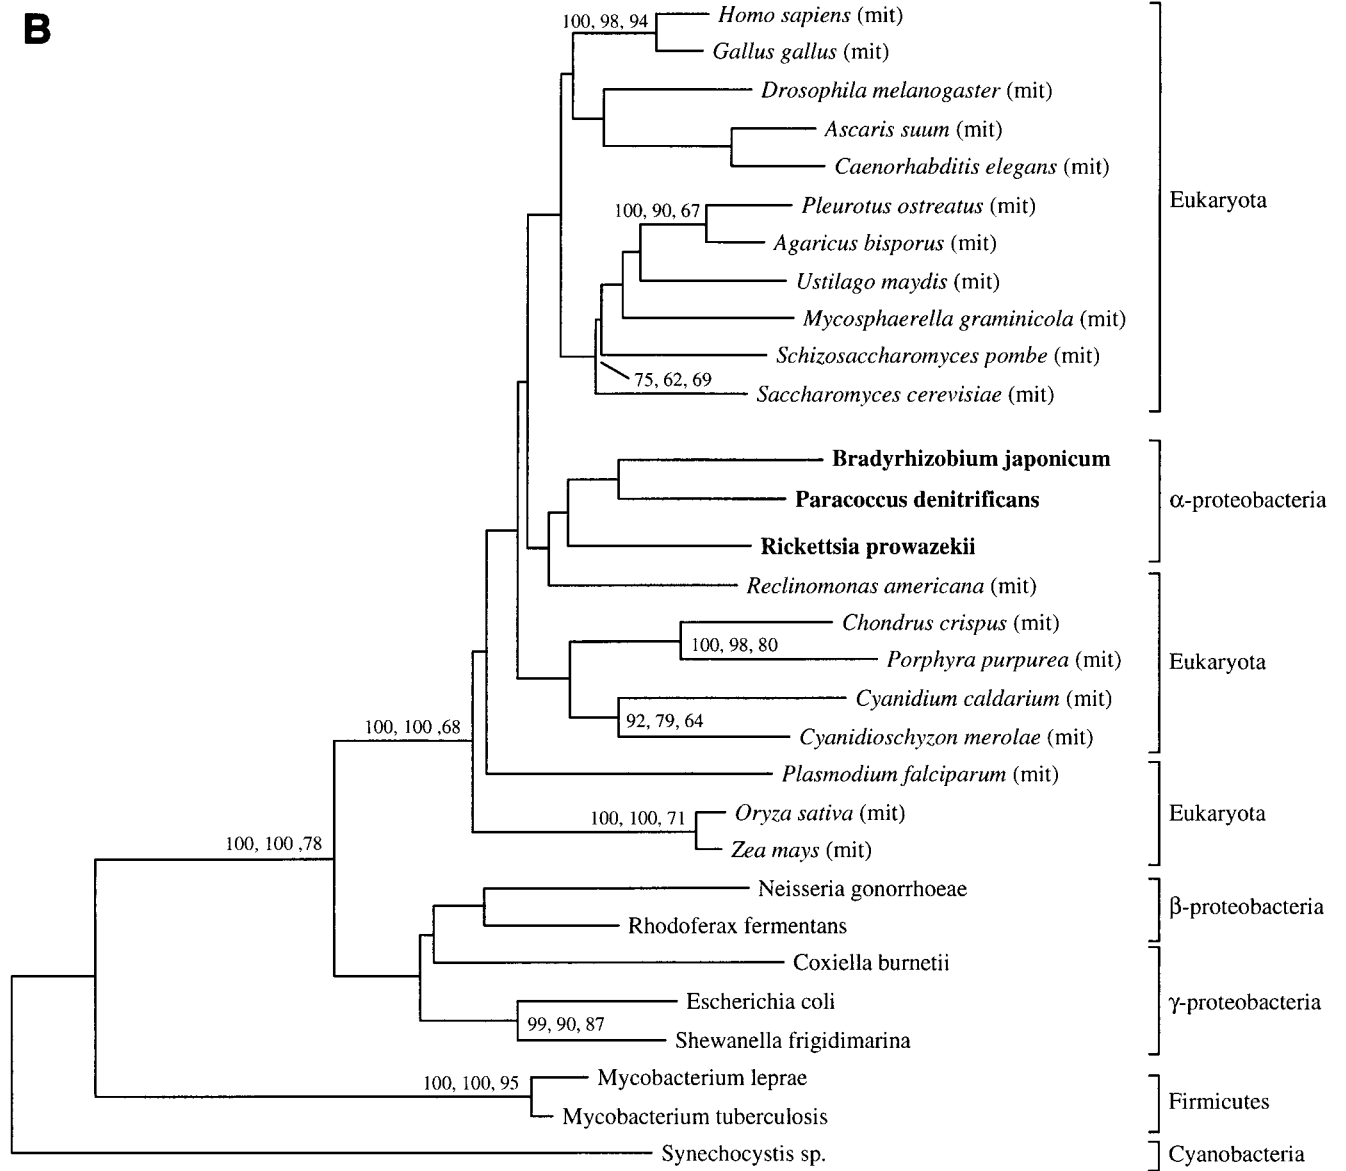 B
100, 98, 94
Homo sapiens (mit)
Gallus gallus (mit)
Drosophila melanogaster (mit)
Ascaris suum (mit)
Caenorhabditis elegans (mit)
Eukaryota
100, 90, 67
Pleurotus ostreatus (mit)
Agaricus bisporus (mit)
Ustilago maydis (mit)
Mycosphaerella graminicola (mit)
Schizosaccharomyces pombe (mit)
75, 62, 69
Saccharomyces cerevisiae (mit)
Bradyrhizobium japonicum
Paracoccus denitrificans
α-proteobacteria
Rickettsia prowazekii
Reclinomonas americana (mit)
Chondrus crispus (mit)
100, 98, 80
Porphyra purpurea (mit)
Eukaryota
Cyanidium caldarium (mit)
92, 79, 64
100, 100 ,68
Cyanidioschyzon merolae (mit)
Plasmodium falciparum (mit)
100, 100, 71
Oryza sativa (mit)
Eukaryota
100, 100 ,78
Zea mays (mit)
Neisseria gonorrhoeae
β-proteobacteria
Rhodoferax fermentans
Coxiella burnetii
Escherichia coli
γ-proteobacteria
99, 90, 87
Shewanella frigidimarina
100, 100, 95
Mycobacterium leprae
Firmicutes
Mycobacterium tuberculosis
Synechocystis sp.
Cyanobacteria